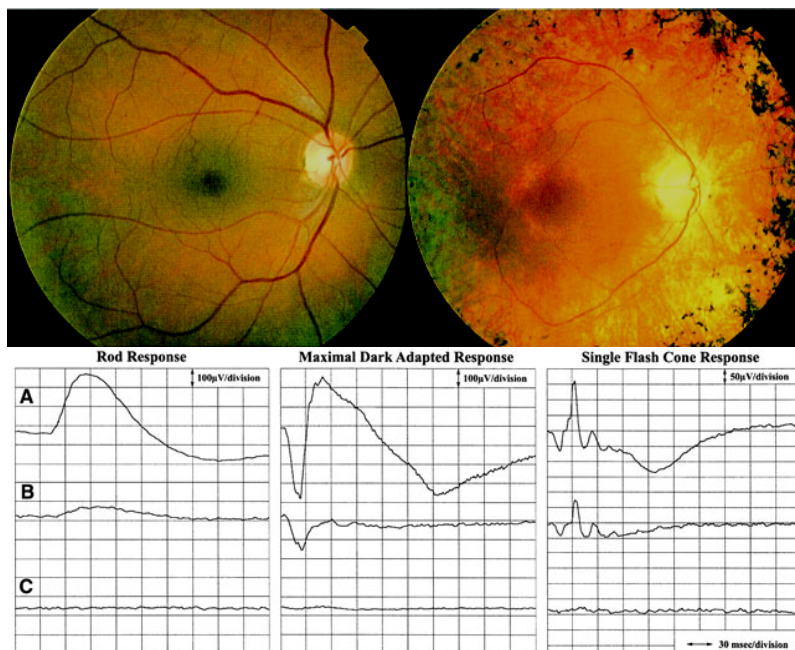 Rod Response
Maximal Dark Adapted Response
Single Flash Cone Response
100µV/division
100µV/division
50µV/division
A
B
C
30 msec/division